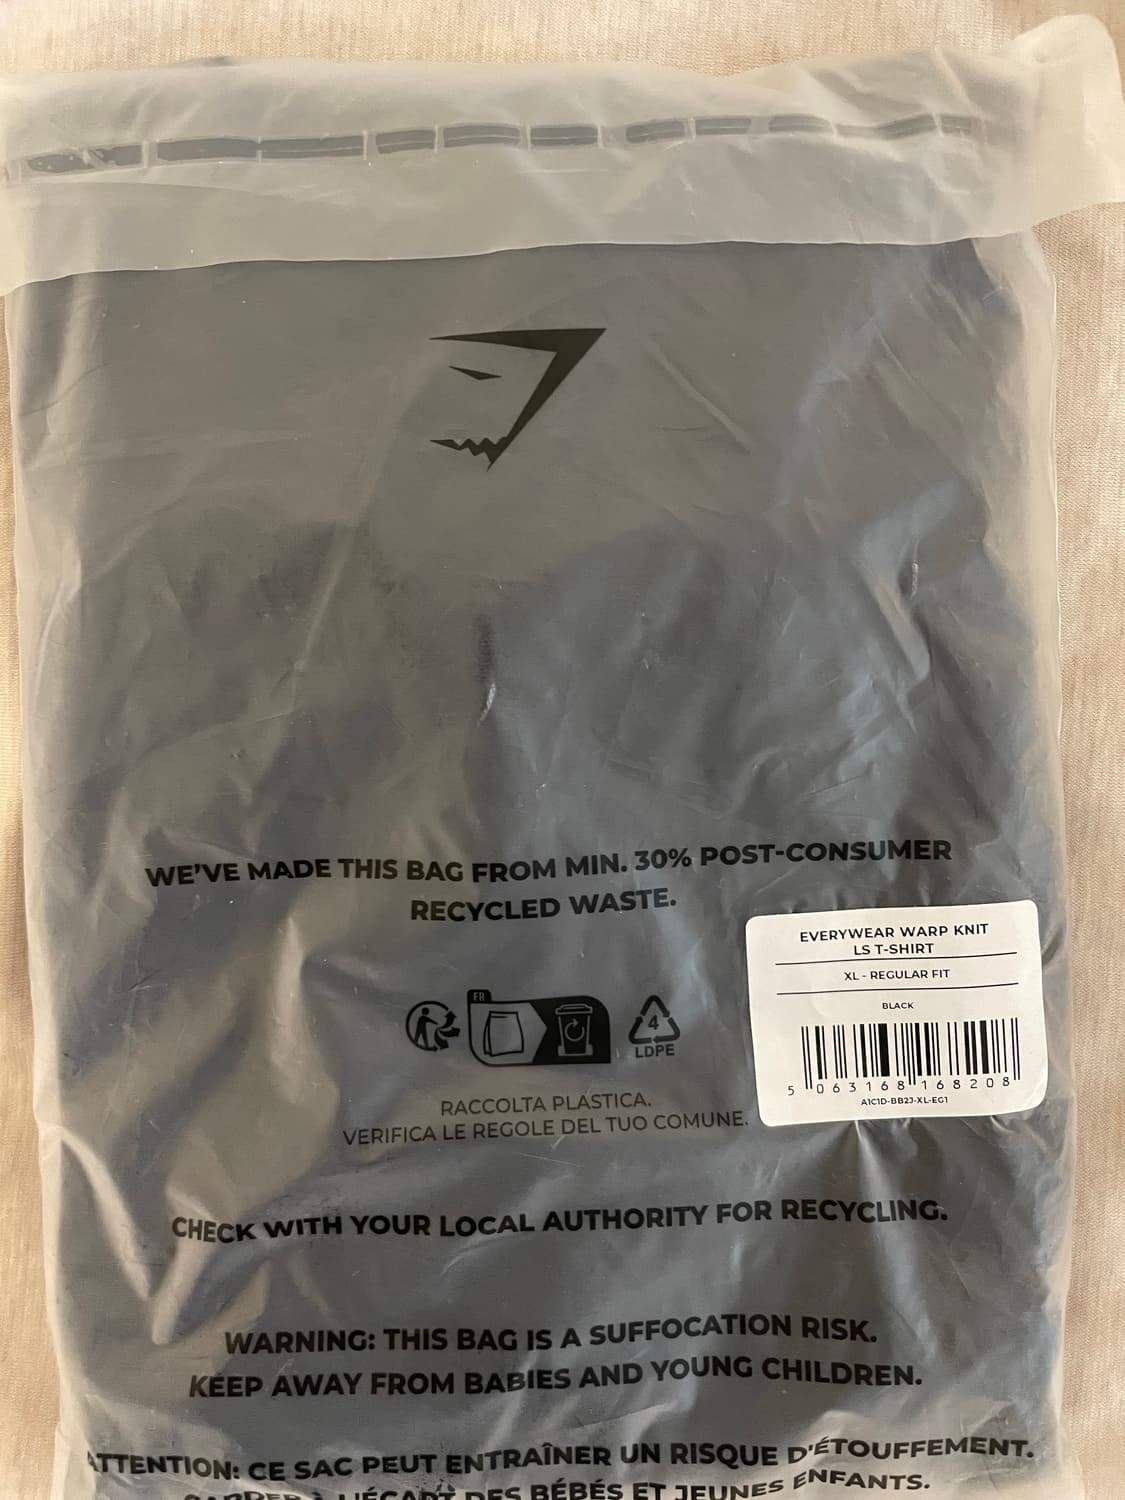 WE'VE MADE THIS BAG FROM MIN. 30% POST-CONSUMER
RECYCLED WASTE.
EVERYWEAR WARP KNIT
LS T-SHIRT
XL - REGULAR FIT
BLACK
5 063168 168208
A1C1D-BB2J-XL-EG1
FR
4
LDPE
RACCOLTA PLASTICA.
VERIFICA LE REGOLE DEL TUO COMUNE.
CHECK WITH YOUR LOCAL AUTHORITY FOR RECYCLING.
WARNING: THIS BAG IS A SUFFOCATION RISK.
KEEP AWAY FROM BABIES AND YOUNG CHILDREN.
ATTENTION: CE SAC PEUT ENTRAÎNER UN RISQUE D'ÉTOUFFEMENT.
GARDER À L'ÉCART DES BÉBÉS ET JEUNES ENFANTS.